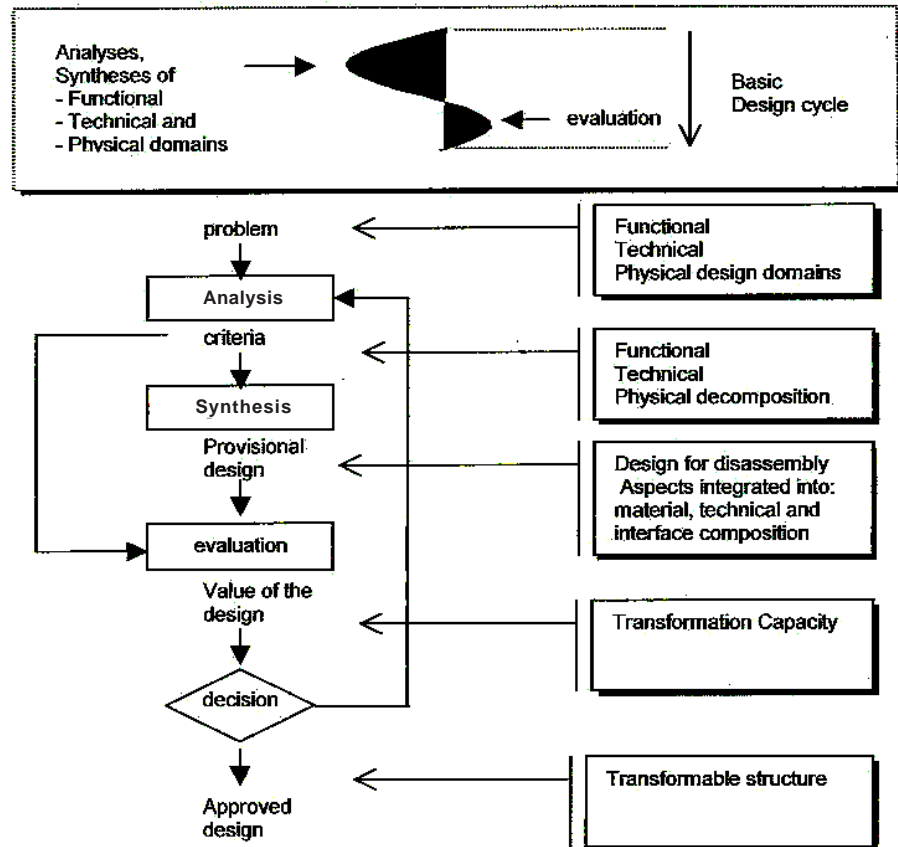 Analyses,
Syntheses of
- Functional
- Technical and
- Physical domains
evaluation
Basic
Design cycle
problem
Analysis
criteria
Synthesis
Provisional
design
evaluation
Value of the
design
decision
Approved
design
Functional
Technical
Physical design domains
Functional
Technical
Physical decomposition
Design for disassembly
Aspects integrated into:
material, technical and
interface composition
Transformation Capacity
Transformable structure